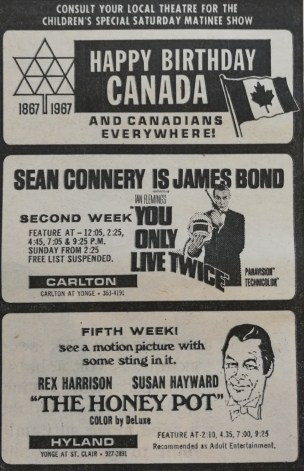 CONSULT YOUR LOCAL THEATRE FOR THE
CHILDREN'S SPECIAL SATURDAY MATINEE SHOW
1867 1967
HAPPY BIRTHDAY
CANADA
AND CANADIANS
EVERYWHERE!
SEAN CONNERY IS JAMES BOND
IAN FLEMING'S
"YOU
ONLY
LIVE TWICE"
SECOND WEEK
FEATURE AT – 12:05, 2:25,
4:45, 7:05 & 9:25 P.M.
SUNDAY FROM 2:25
FREE LIST SUSPENDED.
PANAVISION®
TECHNICOLOR®
CARLTON
CARLTON AT YONGE • 363-4191
FIFTH WEEK!
see a motion picture with
some sting in it.
REX HARRISON SUSAN HAYWARD
"THE HONEY POT"
COLOR by DeLuxe
HYLAND
YONGE AT ST. CLAIR •
FEATURE AT-2:10, 4.35, 7:00, 9:25
Recommended as Adult Entertainment.